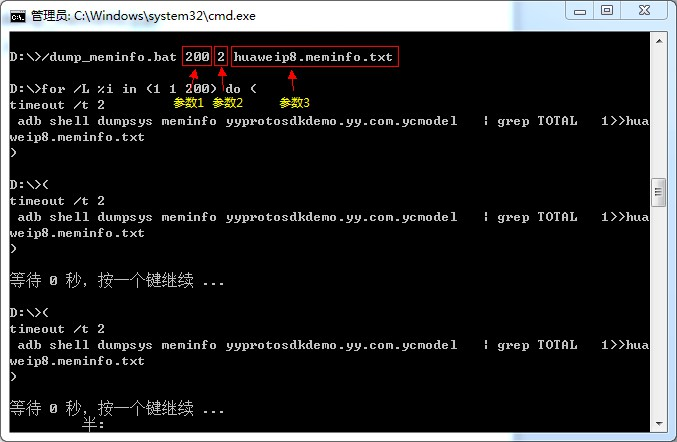 管理员: C:\Windows\system32\cmd.exe
D:\>/dump_meminfo.bat 200 2 huaweip8.meminfo.txt
D:\>for /L %i in (1 1 200) do (
参数1 参数2 参数3
timeout /t 2
adb shell dumpsys meminfo yyprotosdkdemo.yy.com.ycmodel | grep TOTAL 1>>hua
weip8.meminfo.txt
)
D:\>(
timeout /t 2
adb shell dumpsys meminfo yyprotosdkdemo.yy.com.ycmodel | grep TOTAL 1>>hua
weip8.meminfo.txt
)
等待 0 秒，按一个键继续 ...
D:\>(
timeout /t 2
adb shell dumpsys meminfo yyprotosdkdemo.yy.com.ycmodel | grep TOTAL 1>>hua
weip8.meminfo.txt
)
等待 0 秒，按一个键继续 ...
半: